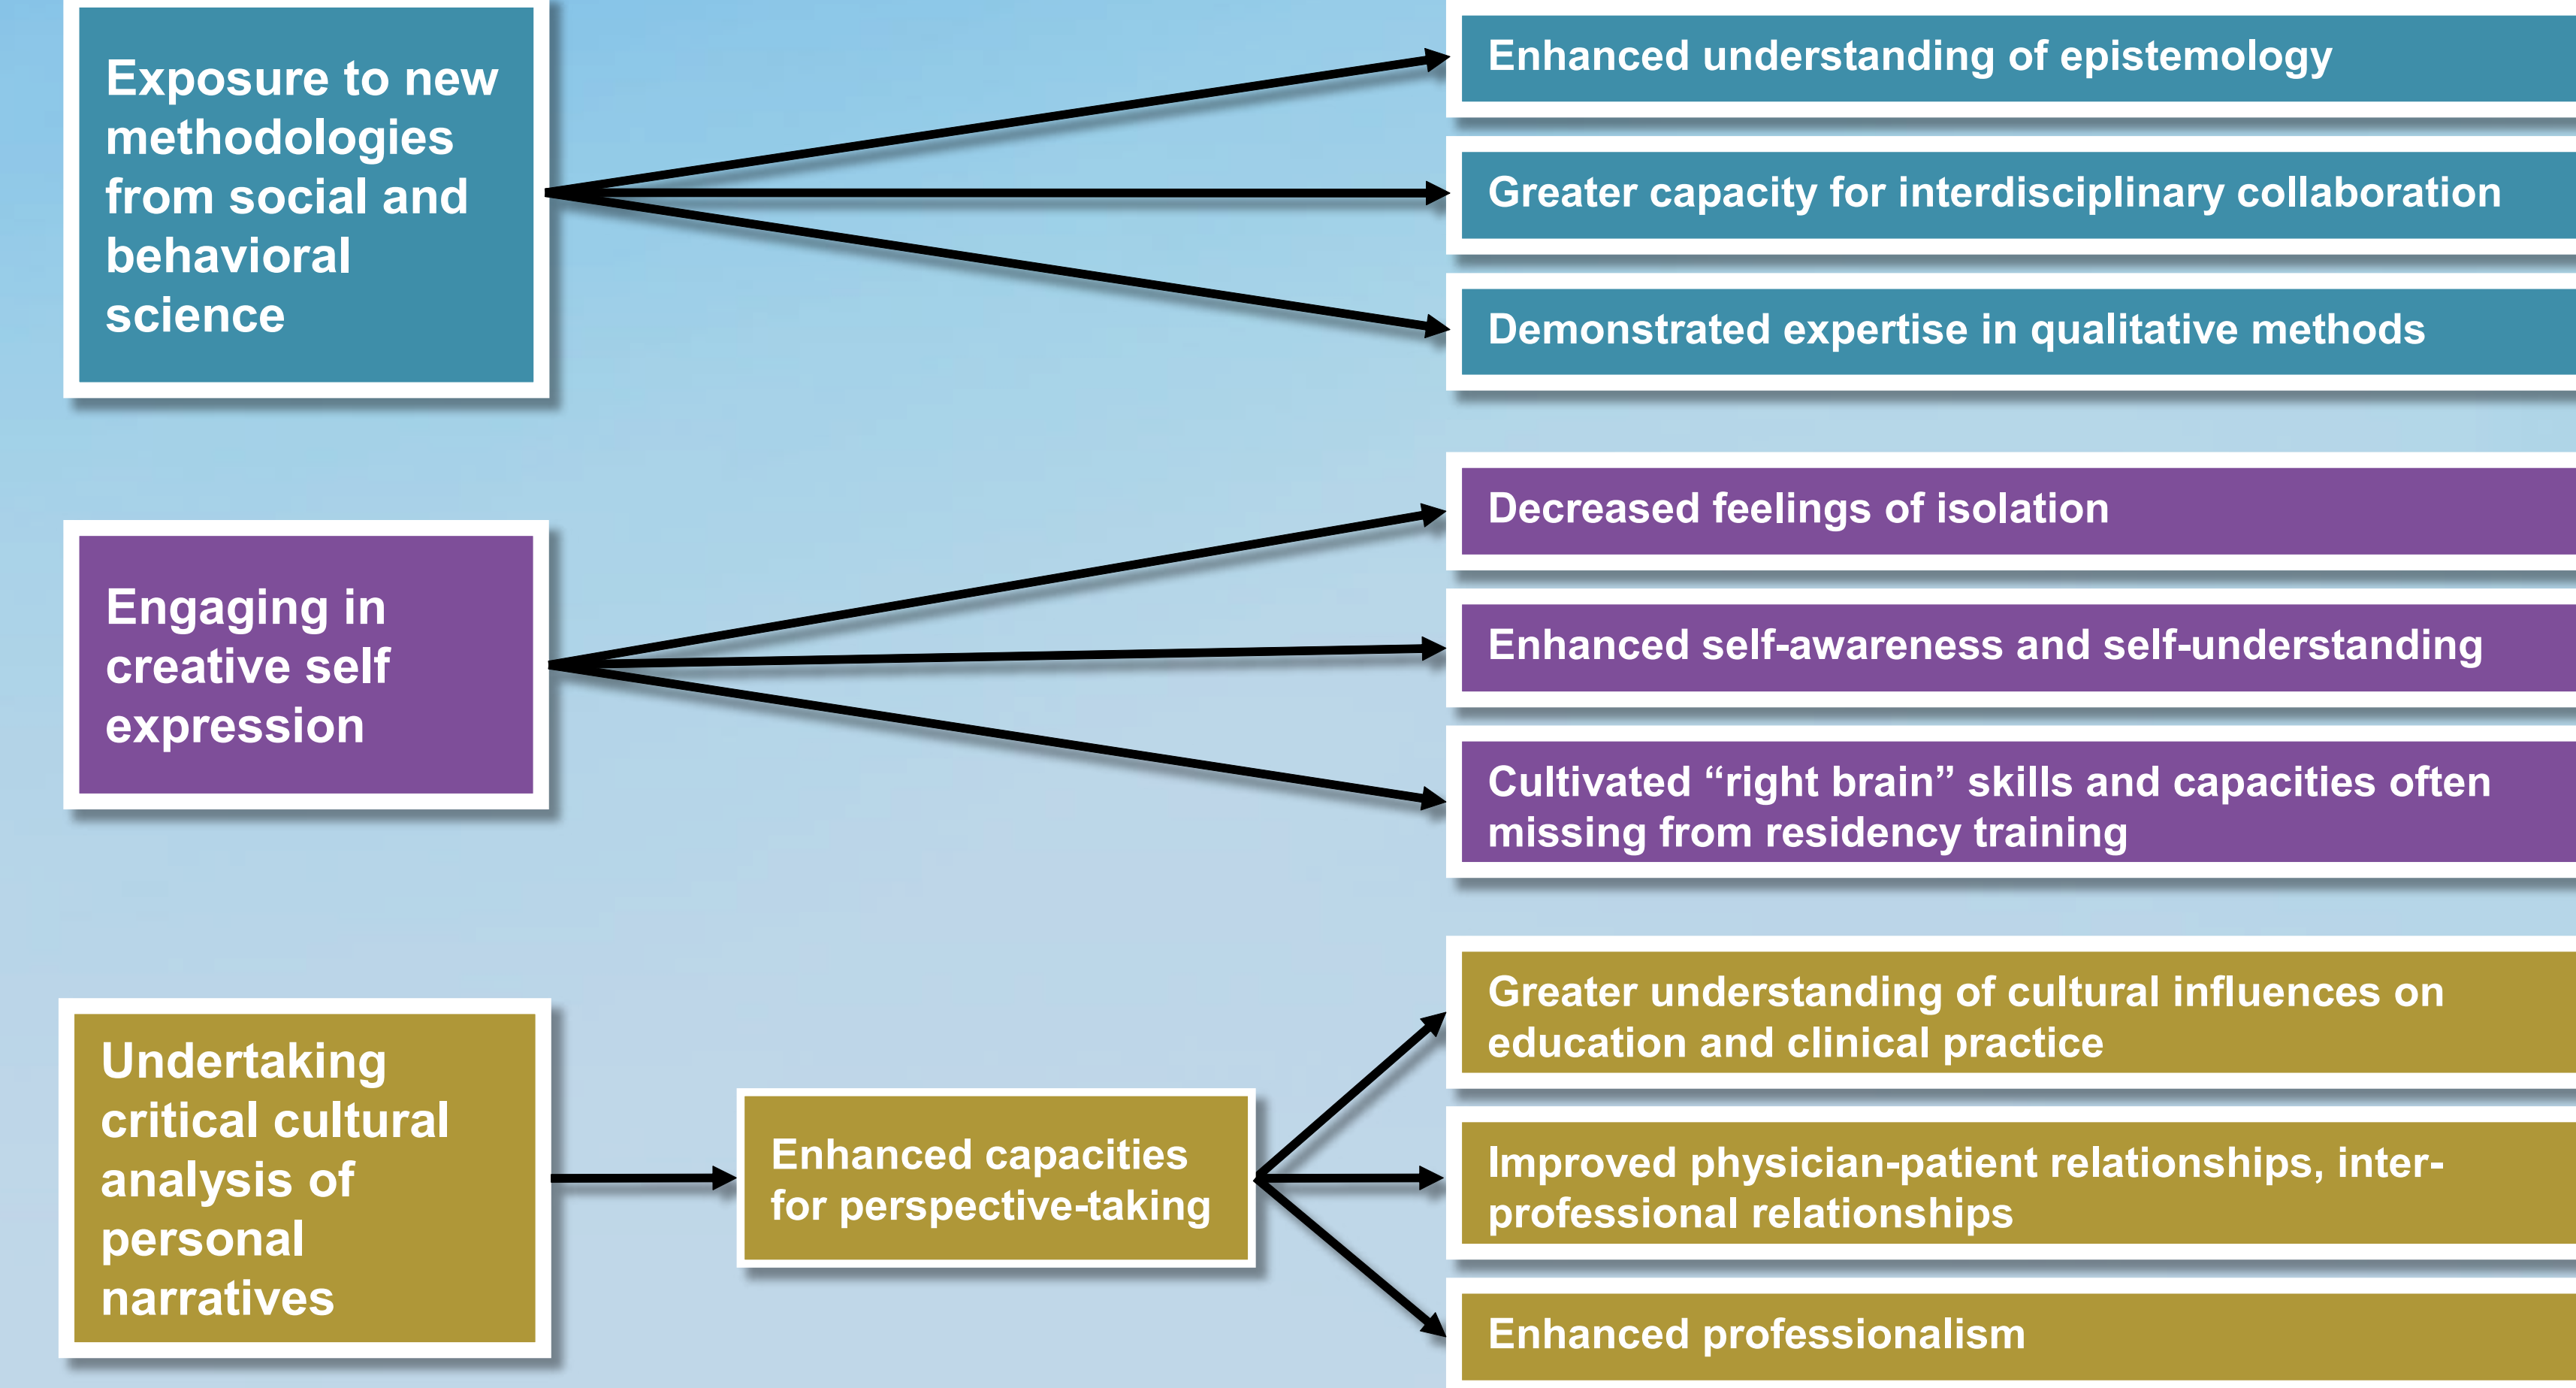 Exposure to new
methodologies
from social and
behavioral
science
Enhanced understanding of epistemology
Greater capacity for interdisciplinary collaboration
Demonstrated expertise in qualitative methods
Engaging in
creative self
expression
Decreased feelings of isolation
Enhanced self-awareness and self-understanding
Cultivated “right brain” skills and capacities often
missing from residency training
Undertaking
critical cultural
analysis of
personal
narratives
Enhanced capacities
for perspective-taking
Greater understanding of cultural influences on
education and clinical practice
Improved physician-patient relationships, inter-
professional relationships
Enhanced professionalism